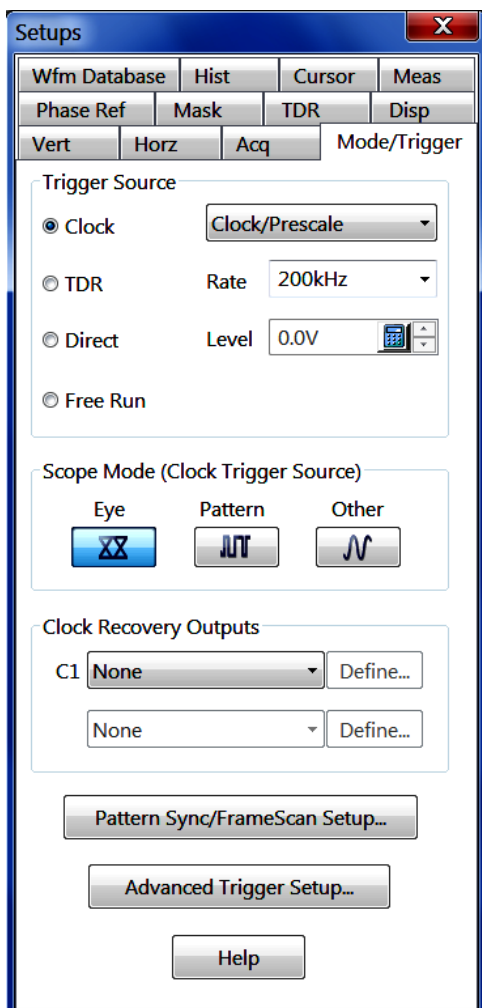 Setups
Wfm Database Hist Cursor Meas
Phase Ref Mask TDR Disp
Vert Horz Acq Mode/Trigger
Trigger Source
Clock Clock/Prescale
TDR Rate 200kHz
Direct Level 0.0V
Free Run
Scope Mode (Clock Trigger Source)
Eye Pattern Other
Clock Recovery Outputs
C1 None Define...
None Define...
Pattern Sync/FrameScan Setup...
Advanced Trigger Setup...
Help